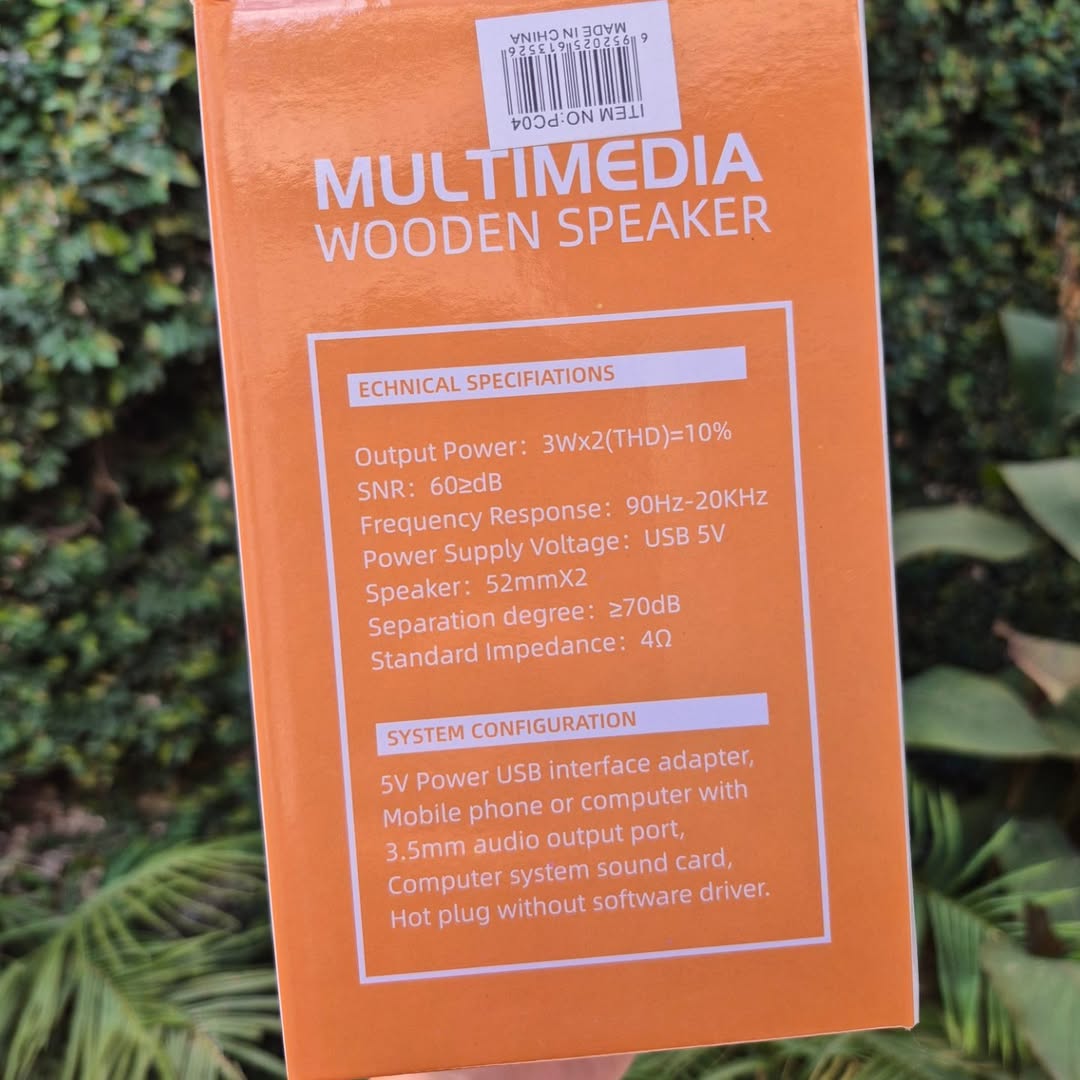 ITEM NO:PC04
6 952025 613526
MADE IN CHINA
MULTIMEDIA
WOODEN SPEAKER
ECHNICAL SPECIFIATIONS
Output Power: 3Wx2(THD)=10%
SNR: 60≥dB
Frequency Response: 90Hz-20KHz
Power Supply Voltage: USB 5V
Speaker: 52mmX2
Separation degree: ≥70dB
Standard Impedance: 4Ω
SYSTEM CONFIGURATION
5V Power USB interface adapter,
Mobile phone or computer with
3.5mm audio output port,
Computer system sound card,
Hot plug without software driver.